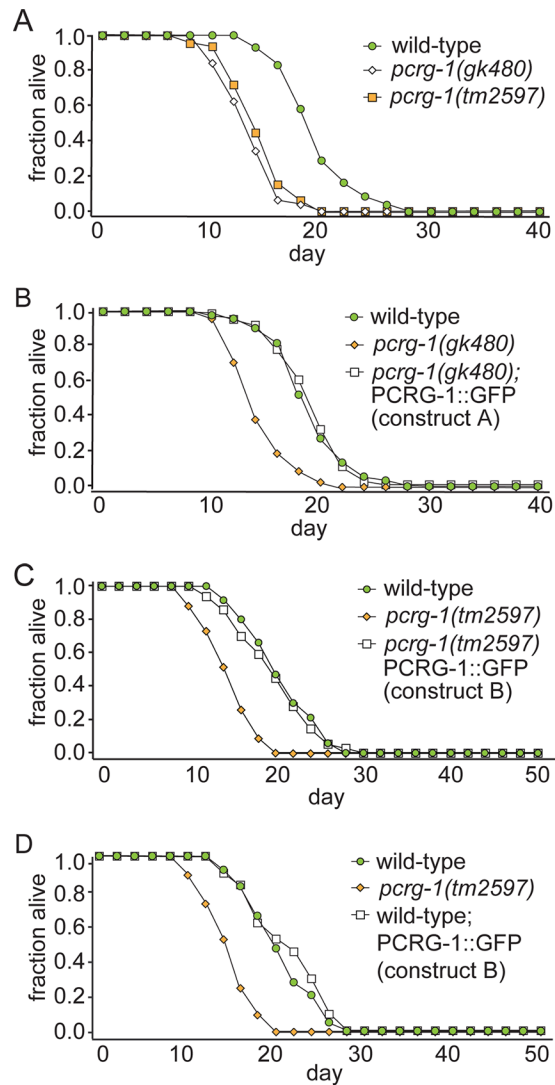 A
1.0
0.8
0.6
0.4
0.2
0.0
fraction alive
0 10 20 30 40
day
wild-type
pcrg-1(gk480)
pcrg-1(tm2597)
B
1.0
0.8
0.6
0.4
0.2
0.0
fraction alive
0 10 20 30 40
day
wild-type
pcrg-1(gk480)
pcrg-1(gk480);
PCRG-1::GFP
(construct A)
C
1.0
0.8
0.6
0.4
0.2
0.0
fraction alive
0 10 20 30 40 50
day
wild-type
pcrg-1(tm2597)
pcrg-1(tm2597)
PCRG-1::GFP
(construct B)
D
1.0
0.8
0.6
0.4
0.2
0.0
fraction alive
0 10 20 30 40 50
day
wild-type
pcrg-1(tm2597)
wild-type;
PCRG-1::GFP
(construct B)